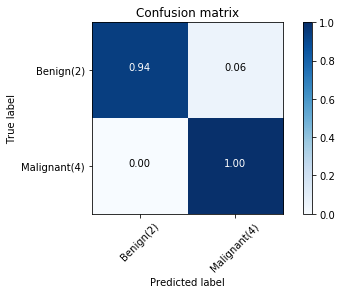 Confusion matrix
True label
Benign(2)
0.94
0.06
Malignant(4)
0.00
1.00
Benign(2)
Malignant(4)
Predicted label
1.0
0.8
0.6
0.4
0.2
0.0